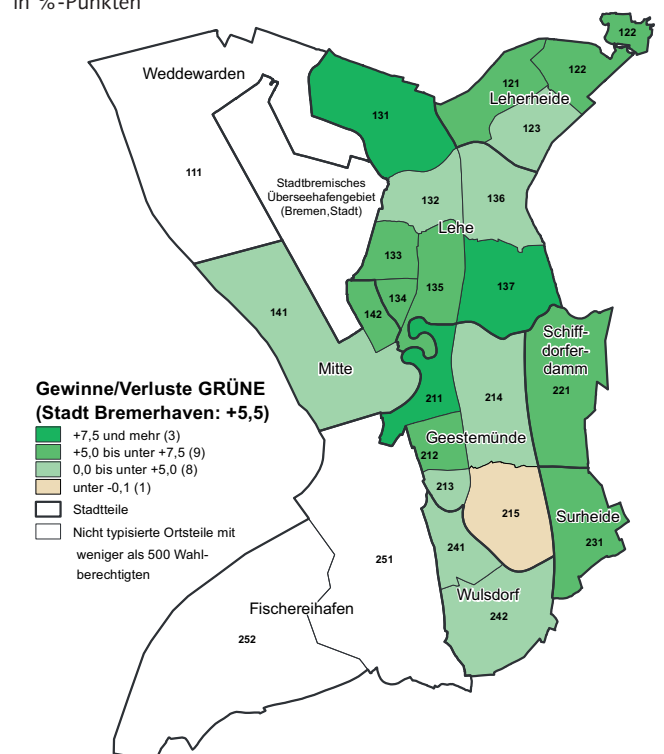 in %-Punkten
122
Weddewarden
121
122
Leherheide
131
123
111
Stadtbremisches
Überseehafengebiet
(Bremen,Stadt)
132
136
Lehe
133
134
135
137
141
142
Schiff-
dorfer-
damm
221
Mitte
Gewinne/Verluste GRÜNE
(Stadt Bremerhaven: +5,5)
+7,5 und mehr (3)
+5,0 bis unter +7,5 (9)
0,0 bis unter +5,0 (8)
unter -0,1 (1)
Stadtteile
Nicht typisierte Ortsteile mit
weniger als 500 Wahl-
berechtigten
211
214
Geestemünde
212
213
215
Surheide
231
241
251
Wulsdorf
242
Fischereihafen
252